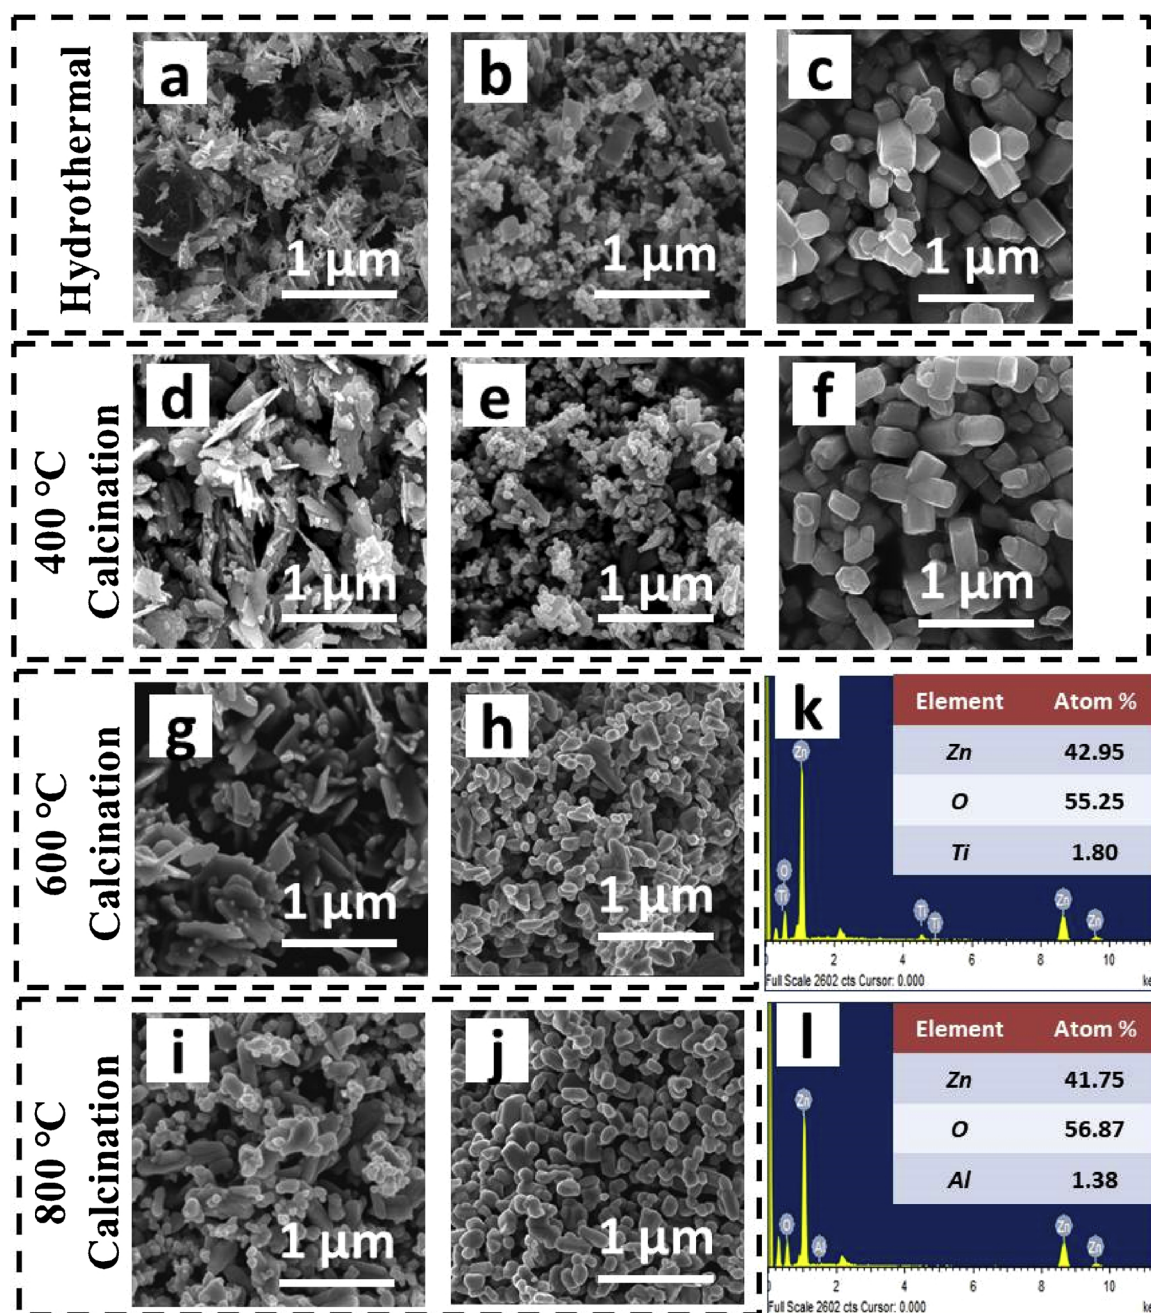 Hydrothermal
a
b
c
1 μm
1 μm
1 μm
400 °C
Calcination
d
e
f
1 μm
1 μm
1 μm
600 °C
Calcination
g
h
1 μm
1 μm
k
Element Atom %
Zn 42.95
O 55.25
Ti 1.80
Zn
O
Ti
Ti
Ti
Zn
Zn
0 2 4 6 8 10
Full Scale 2602 cts Cursor: 0.000 ke
800 °C
Calcination
i
j
1 μm
1 μm
l
Element Atom %
Zn 41.75
O 56.87
Al 1.38
Zn
O
Al
Zn
Zn
0 2 4 6 8 10
Full Scale 2602 cts Cursor: 0.000 ke